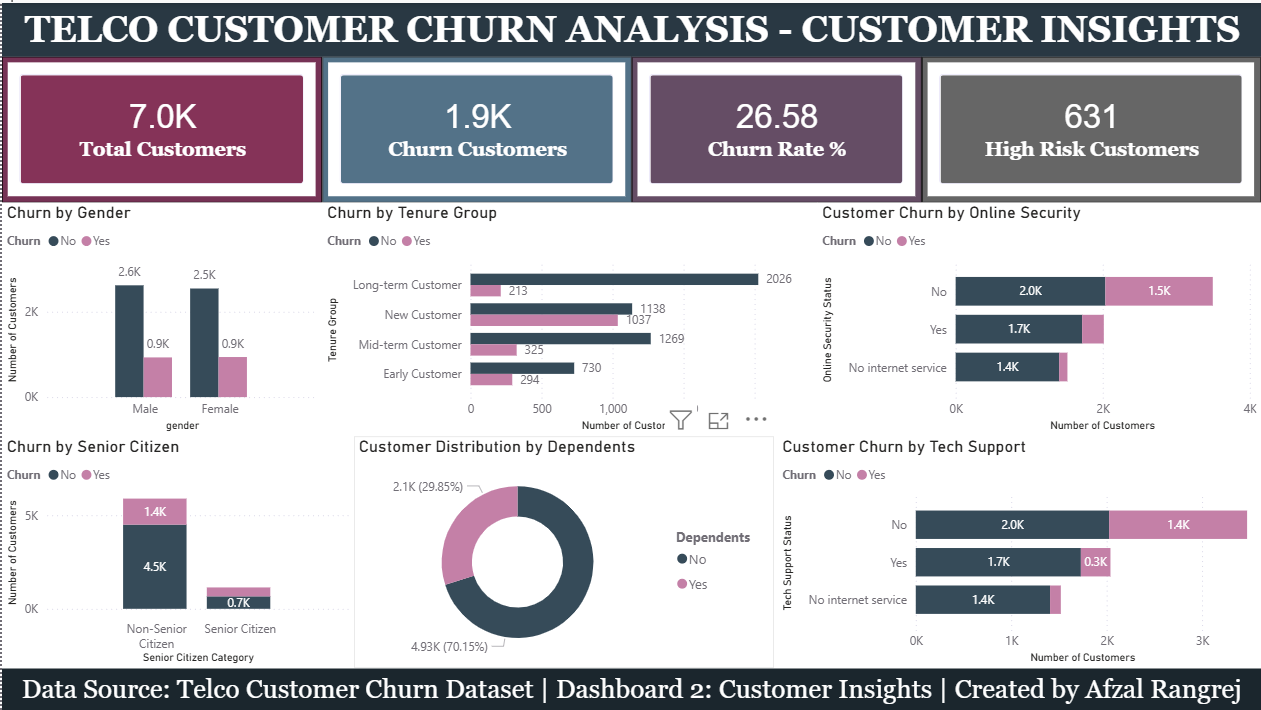 TELCO CUSTOMER CHURN ANALYSIS - CUSTOMER INSIGHTS
7.0K
Total Customers
1.9K
Churn Customers
26.58
Churn Rate %
631
High Risk Customers
Churn by Gender
Churn No Yes
Number of Customers
2K
0K
2.6K
0.9K
2.5K
0.9K
Male
Female
gender
Churn by Tenure Group
Churn No Yes
Tenure Group
Long-term Customer
2026
213
New Customer
1138
1037
Mid-term Customer
1269
325
Early Customer
730
294
0
500
1,000
Number of Custor
Customer Churn by Online Security
Churn No Yes
Online Security Status
No
2.0K
1.5K
Yes
1.7K
No internet service
1.4K
0K
2K
4K
Number of Customers
Churn by Senior Citizen
Churn No Yes
Number of Customers
5K
0K
1.4K
4.5K
0.7K
Non-Senior
Citizen
Senior Citizen
Senior Citizen Category
Customer Distribution by Dependents
2.1K (29.85%)
4.93K (70.15%)
Dependents
No
Yes
Customer Churn by Tech Support
Churn No Yes
Tech Support Status
No
2.0K
1.4K
Yes
1.7K
0.3K
No internet service
1.4K
0K
1K
2K
3K
Number of Customers
Data Source: Telco Customer Churn Dataset | Dashboard 2: Customer Insights | Created by Afzal Rangrej